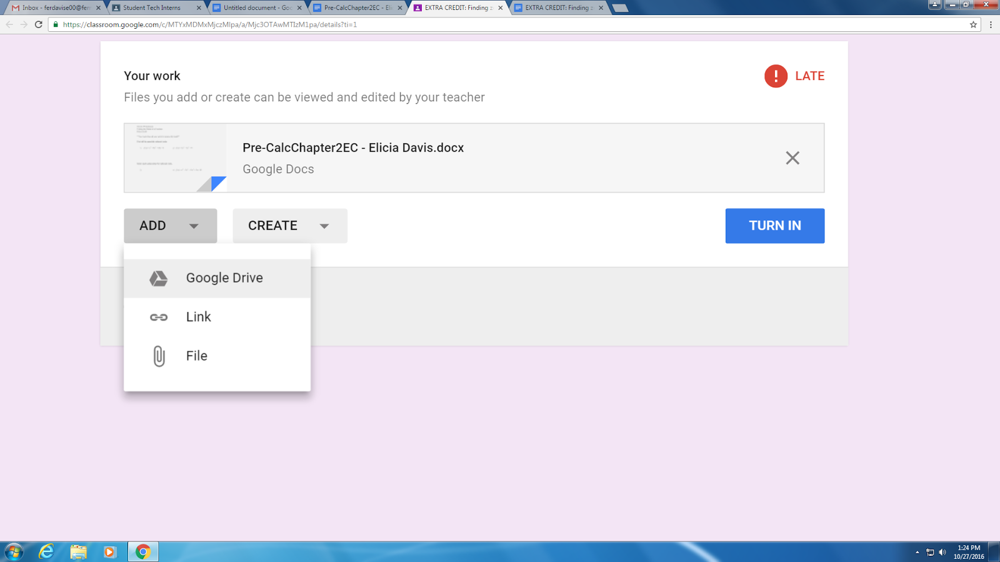 Inbox - ferdavise00@fern
Student Tech Interns
Untitled document - Goo
Pre-CalcChapter2EC - Eli
EXTRA CREDIT: Finding z
EXTRA CREDIT: Finding z
https://classroom.google.com/c/MTYxMDMxMjczMlpa/a/Mjc3OTAwMTIzM1pa/details?ti=1
Your work
LATE
Files you add or create can be viewed and edited by your teacher
Pre-CalcChapter2EC - Elicia Davis.docx
Google Docs
ADD
CREATE
TURN IN
Google Drive
Link
File
1:24 PM
10/27/2016